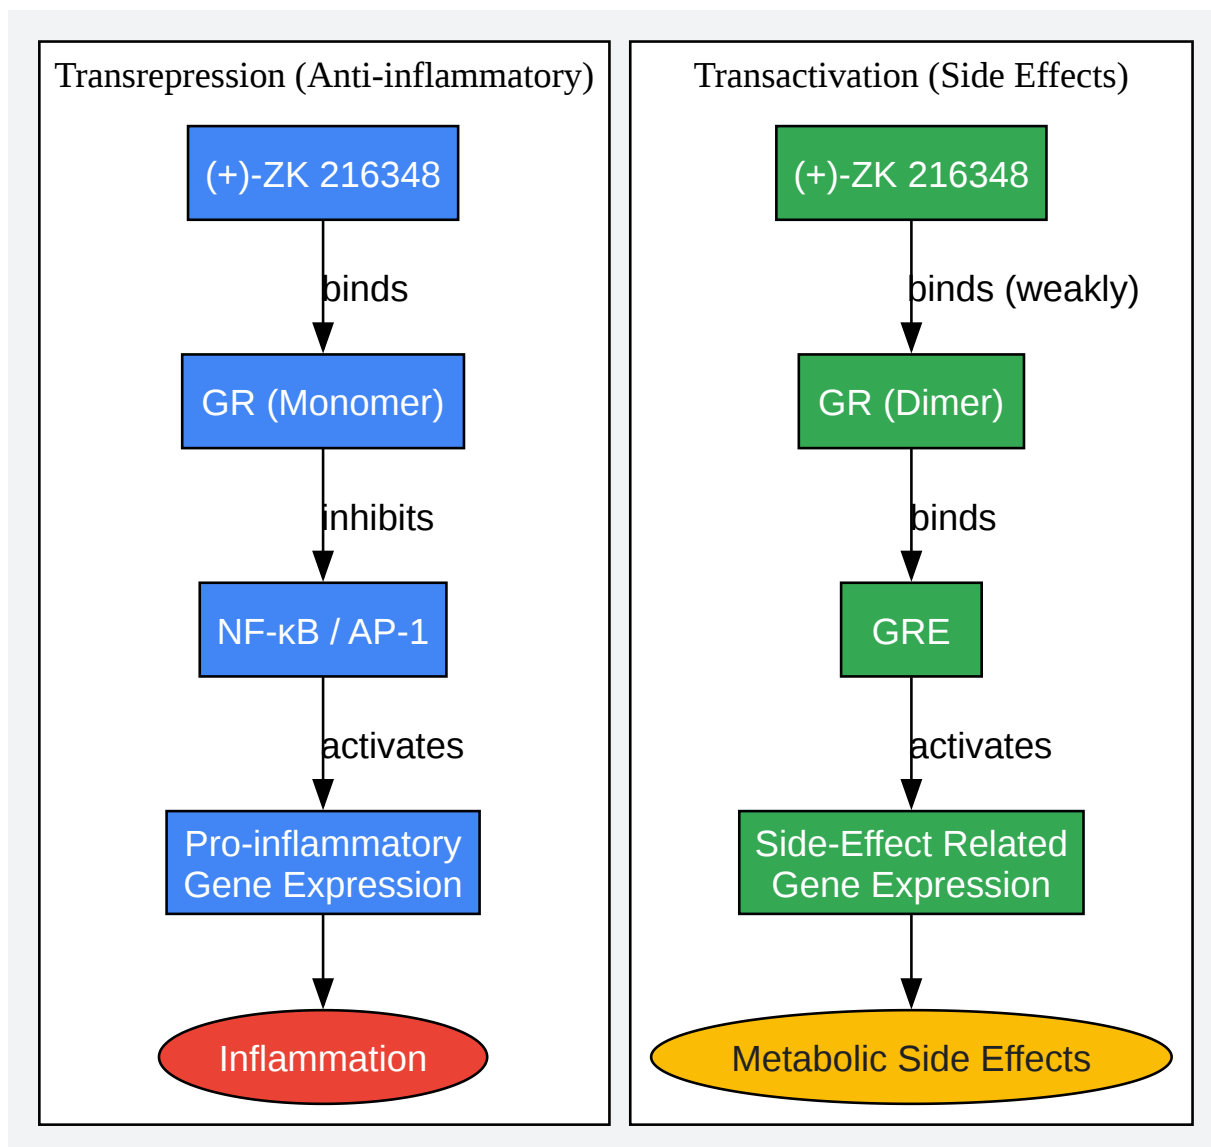 Transrepression (Anti-inflammatory)
(+)-ZK 216348
binds
GR (Monomer)
inhibits
NF-κB / AP-1
activates
Pro-inflammatory
Gene Expression
Inflammation
Transactivation (Side Effects)
(+)-ZK 216348
binds (weakly)
GR (Dimer)
binds
GRE
activates
Side-Effect Related
Gene Expression
Metabolic Side Effects